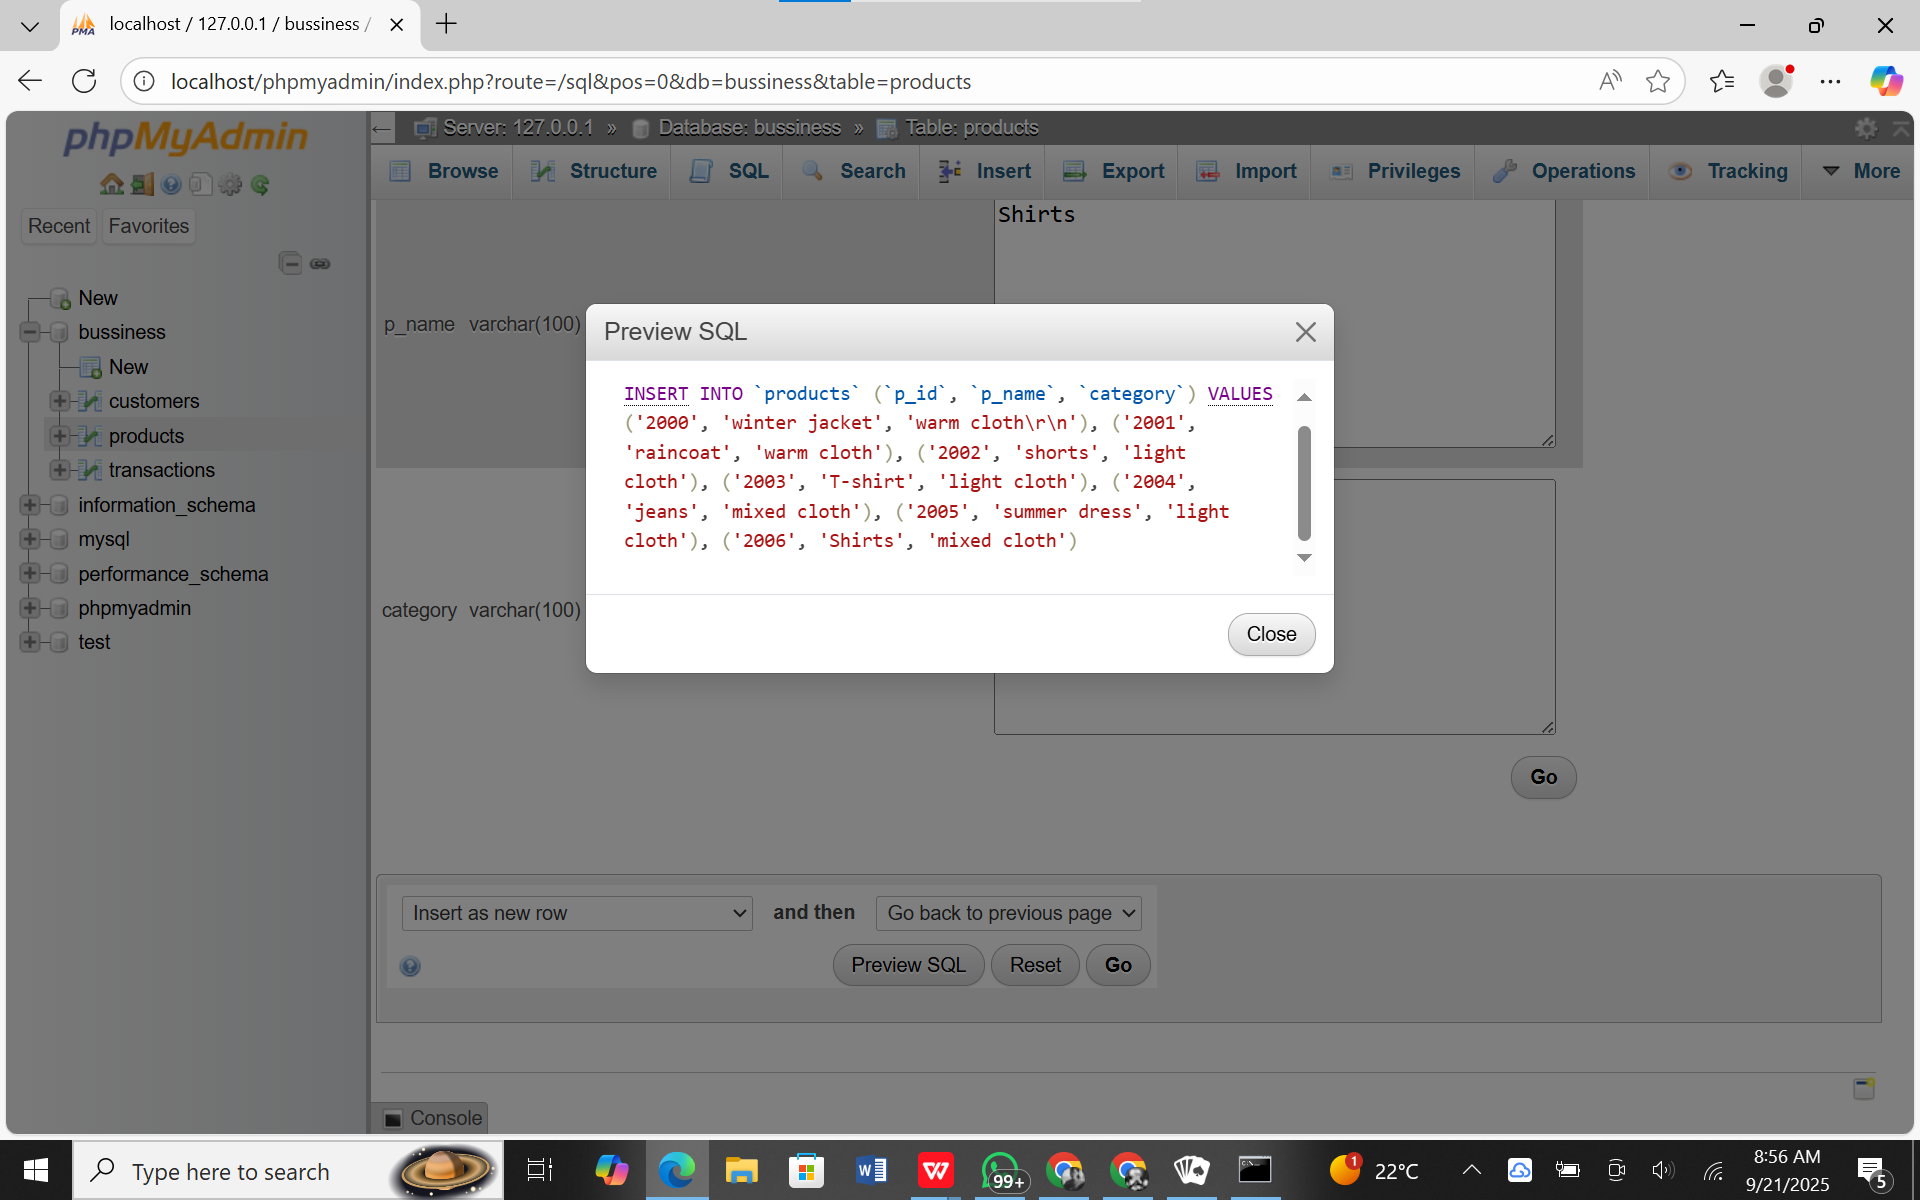 localhost / 127.0.0.1 / bussiness /
localhost/phpmyadmin/index.php?route=/sql&pos=0&db=bussiness&table=products
phpMyAdmin
Recent Favorites
New
bussiness
New
customers
products
transactions
information_schema
mysql
performance_schema
phpmyadmin
test
Server: 127.0.0.1 » Database: bussiness » Table: products
Browse Structure SQL Search Insert Export Import Privileges Operations Tracking More
Shirts
p_name varchar(100)
Preview SQL
INSERT INTO `products` (`p_id`, `p_name`, `category`) VALUES
('2000', 'winter jacket', 'warm cloth\r\n'), ('2001',
'raincoat', 'warm cloth'), ('2002', 'shorts', 'light
cloth'), ('2003', 'T-shirt', 'light cloth'), ('2004',
'jeans', 'mixed cloth'), ('2005', 'summer dress', 'light
cloth'), ('2006', 'Shirts', 'mixed cloth')
category varchar(100)
Close
Go
Insert as new row and then Go back to previous page
Preview SQL Reset Go
Console
Type here to search
99+
1
22°C
8:56 AM
9/21/2025
5